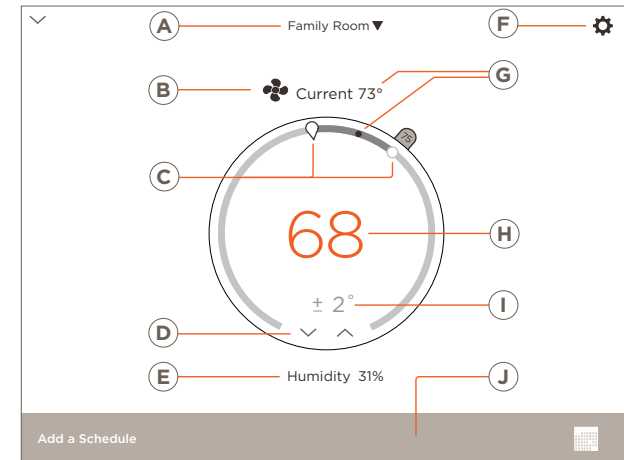 A
Family Room ▼
F
B
Current 73°
G
75
C
68
H
± 2°
I
D
E
Humidity 31%
J
Add a Schedule